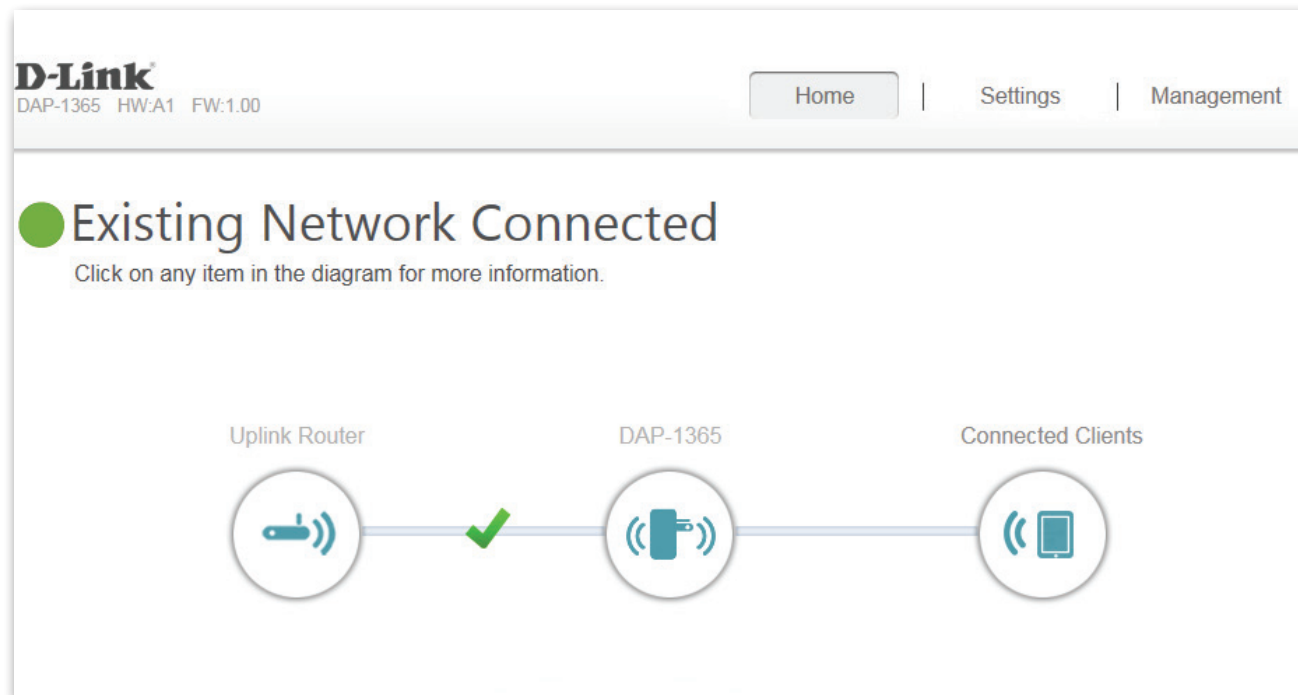 D-Link
DAP-1365 HW:A1 FW:1.00
Home | Settings | Management
Existing Network Connected
Click on any item in the diagram for more information.
Uplink Router DAP-1365 Connected Clients